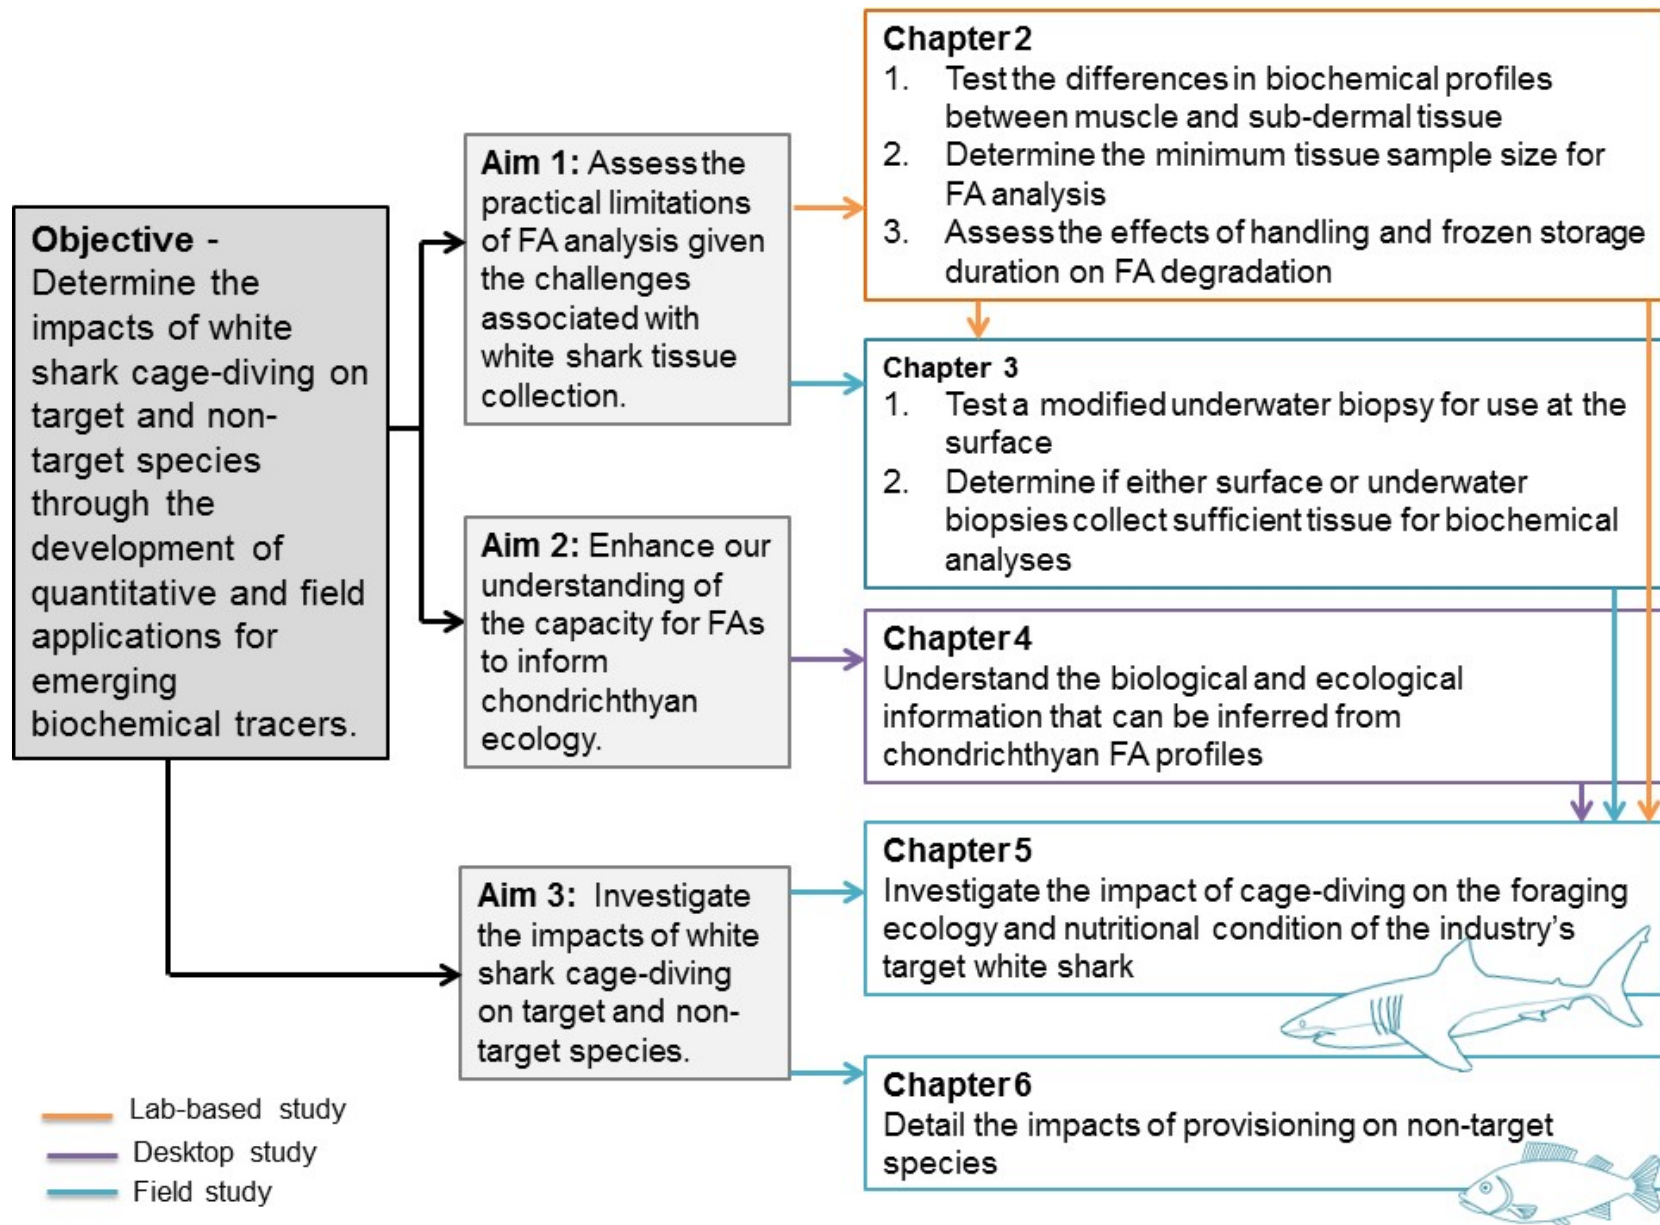 Objective -
Determine the
impacts of white
shark cage-diving on
target and non-
target species
through the
development of
quantitative and field
applications for
emerging
biochemical tracers.
Aim 1: Assess the
practical limitations
of FA analysis given
the challenges
associated with
white shark tissue
collection.
Aim 2: Enhance our
understanding of
the capacity for FAs
to inform
chondrichthyan
ecology.
Aim 3: Investigate
the impacts of white
shark cage-diving
on target and non-
target species.
Chapter 2
1. Test the differences in biochemical profiles
between muscle and sub-dermal tissue
2. Determine the minimum tissue sample size for
FA analysis
3. Assess the effects of handling and frozen storage
duration on FA degradation
Chapter 3
1. Test a modified underwater biopsy for use at the
surface
2. Determine if either surface or underwater
biopsies collect sufficient tissue for biochemical
analyses
Chapter 4
Understand the biological and ecological
information that can be inferred from
chondrichthyan FA profiles
Chapter 5
Investigate the impact of cage-diving on the foraging
ecology and nutritional condition of the industry's
target white shark
Chapter 6
Detail the impacts of provisioning on non-target
species
Lab-based study
Desktop study
Field study